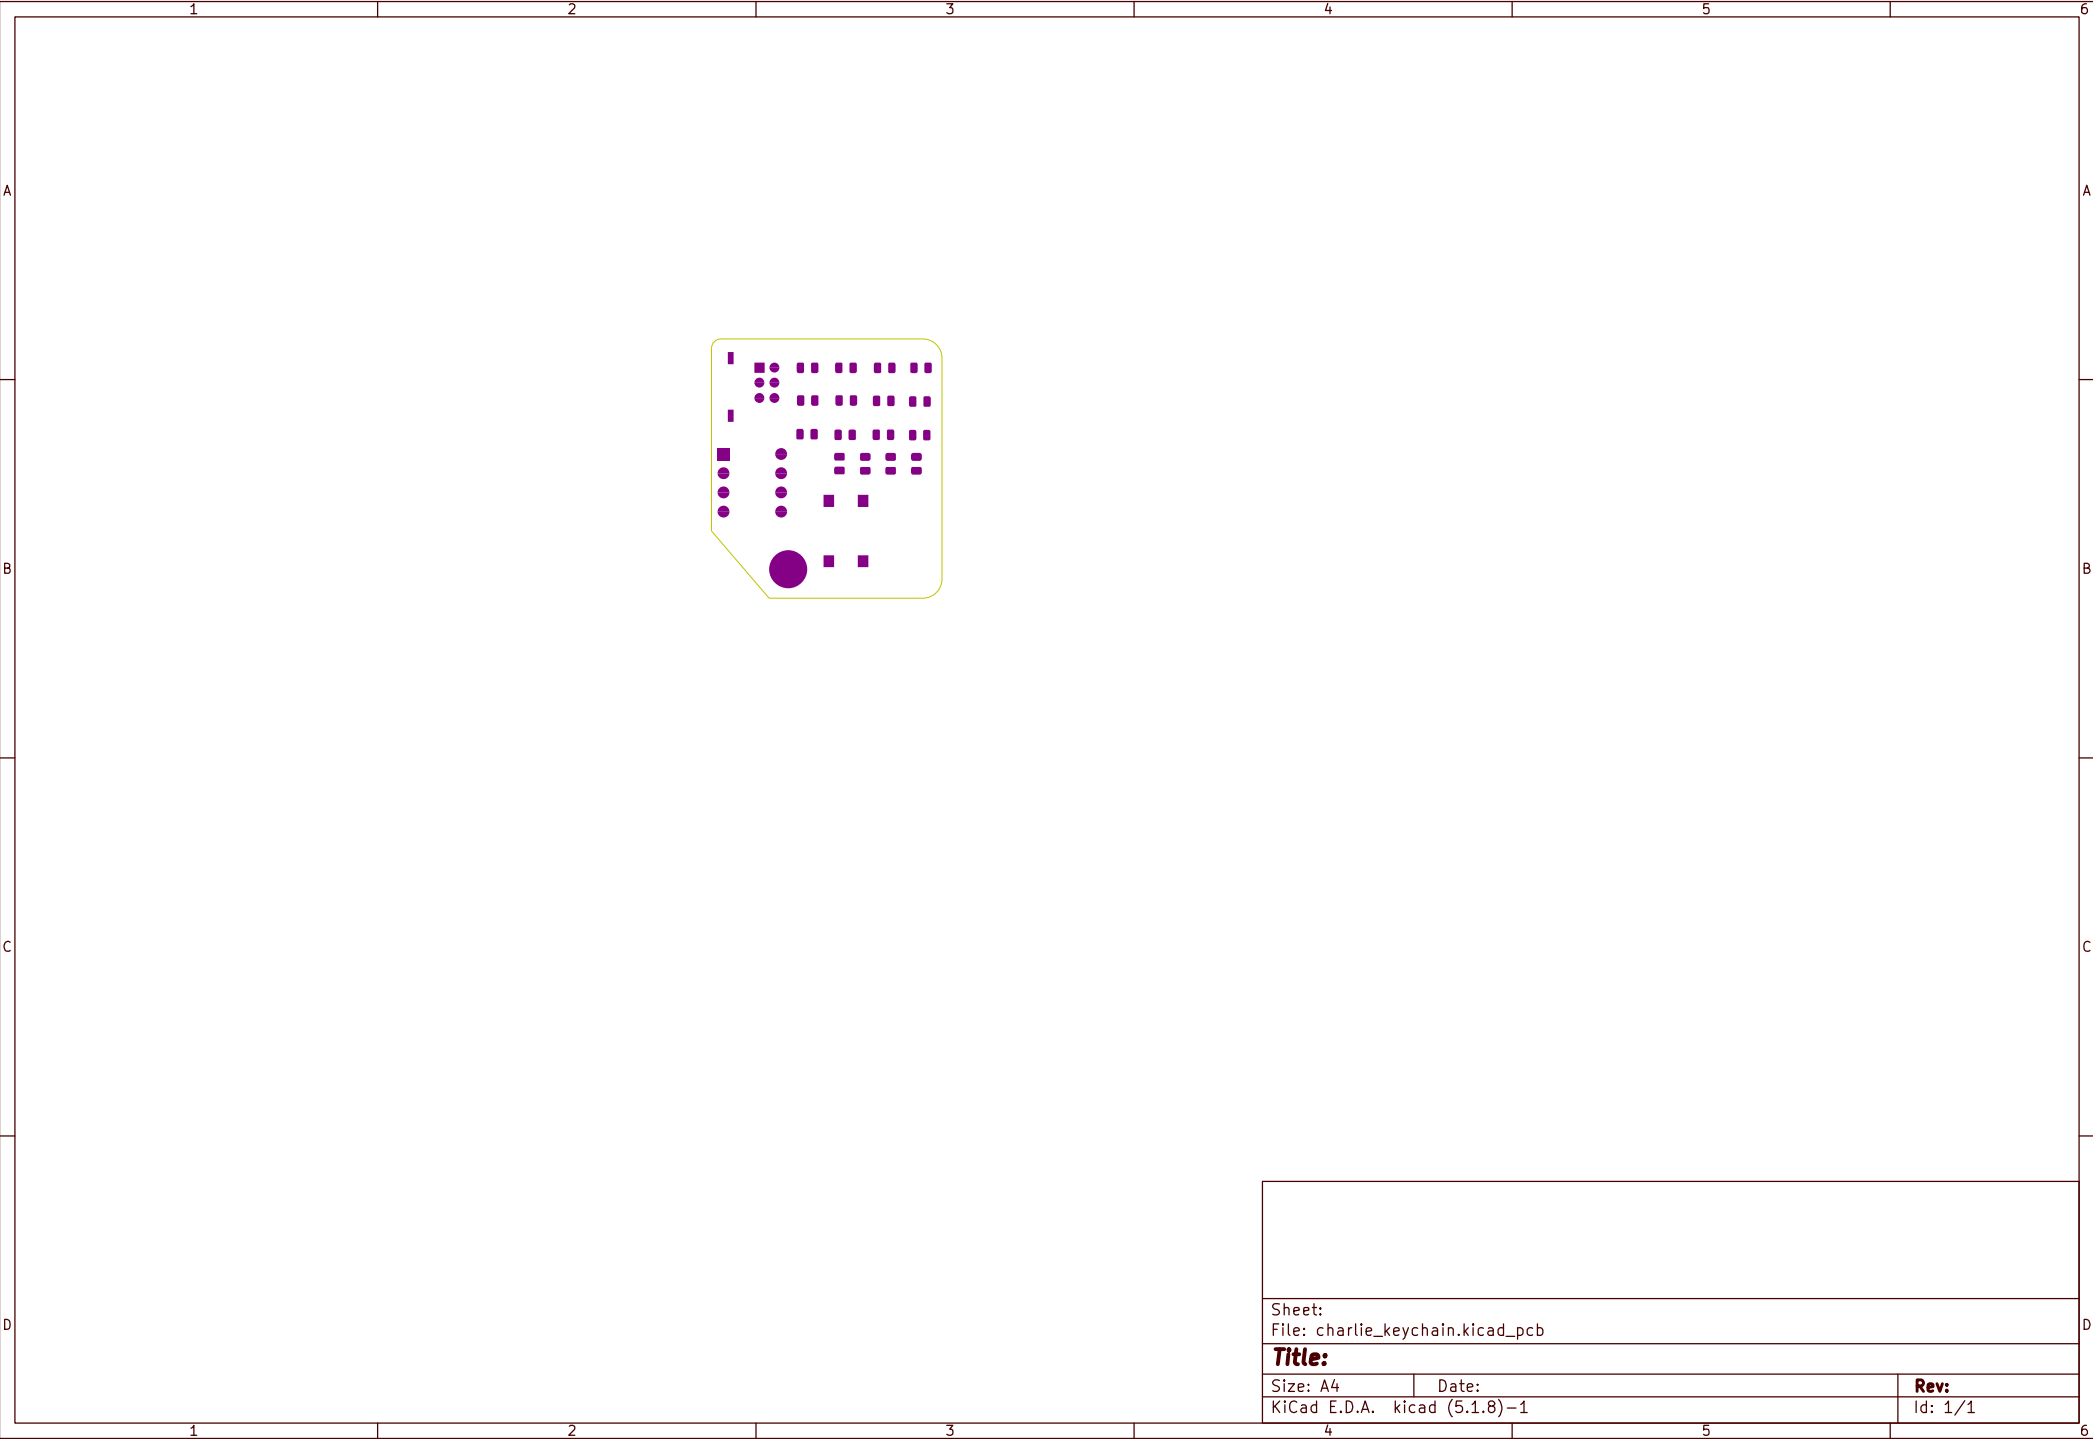 1 2 3 4 5 6
A A
B B
C C
Sheet:
File: charlie_keychain.kicad_pcb
D D
Title:
Size: A4 Date: Rev:
KiCad E.D.A. kicad (5.1.8)-1 Id: 1/1
1 2 3 4 5 6